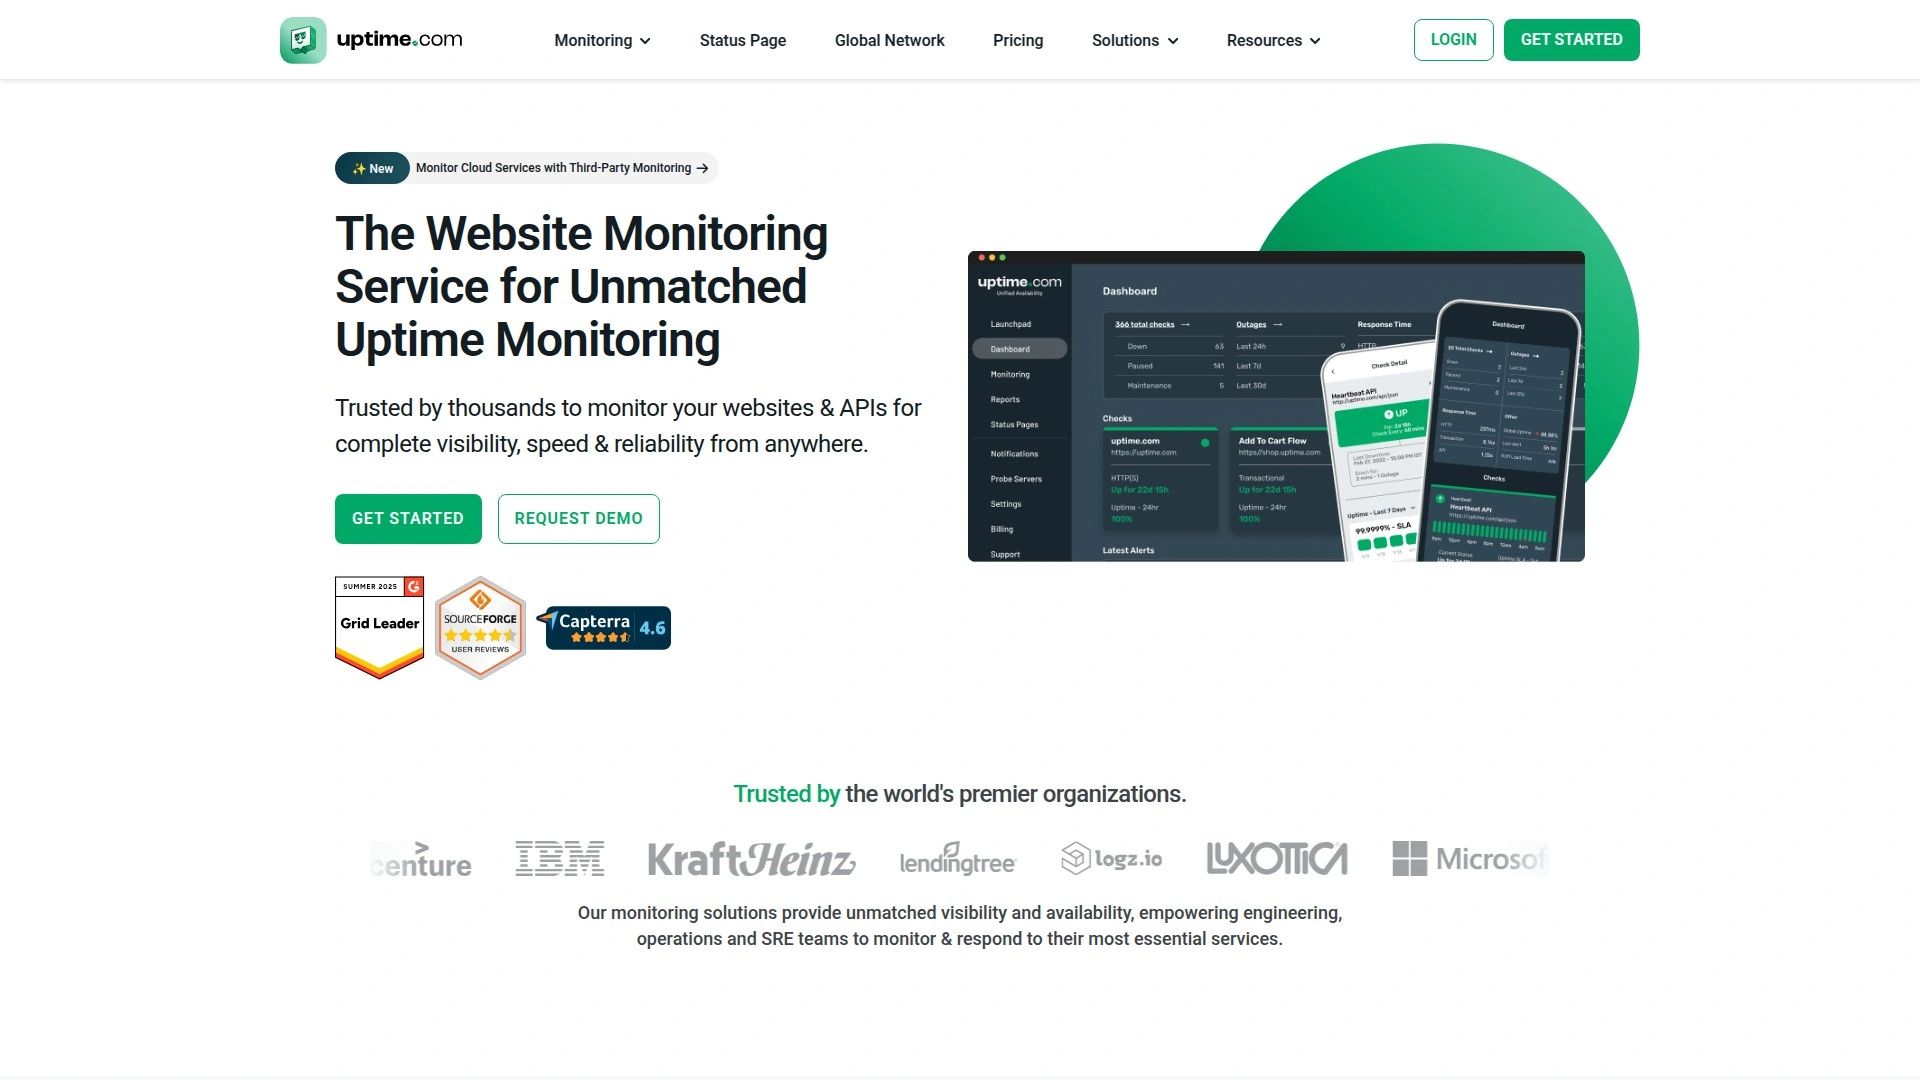 uptime.com
Monitoring
Status Page
Global Network
Pricing
Solutions
Resources
LOGIN
GET STARTED
✨ New
Monitor Cloud Services with Third-Party Monitoring →
The Website Monitoring
Service for Unmatched
Uptime Monitoring
Trusted by thousands to monitor your websites & APIs for
complete visibility, speed & reliability from anywhere.
GET STARTED
REQUEST DEMO
SUMMER 2025
Grid Leader
SOURCEFORGE
USER REVIEWS
Capterra
4.6
uptime.com
Unified Availability
Launchpad
Dashboard
Monitoring
Reports
Status Pages
Notifications
Probe Servers
Settings
Billing
Support
Dashboard
366 total checks →
Down 63
Paused 141
Maintenance 5
Outages →
Last 24h 9
Last 7d
Last 30d
Response Time
HTTP
Checks
uptime.com
https://uptime.com
HTTP(S)
Up for 22d 15h
Uptime - 24hr
100%
Add To Cart Flow
https://shop.uptime.com
Transactional
Up for 22d 15h
Uptime - 24hr
100%
Latest Alerts
Check Detail
Heartbeat API
UP
Uptime - Last 7 Days
99.9999% - SLA
Dashboard
Response Time
Other
Checks
Heartbeat
Heartbeat API
Current Status
Trusted by the world's premier organizations.
centure
IBM
KraftHeinz
lendingtree
logz.io
LUXOTTICA
Microsof
Our monitoring solutions provide unmatched visibility and availability, empowering engineering,
operations and SRE teams to monitor & respond to their most essential services.